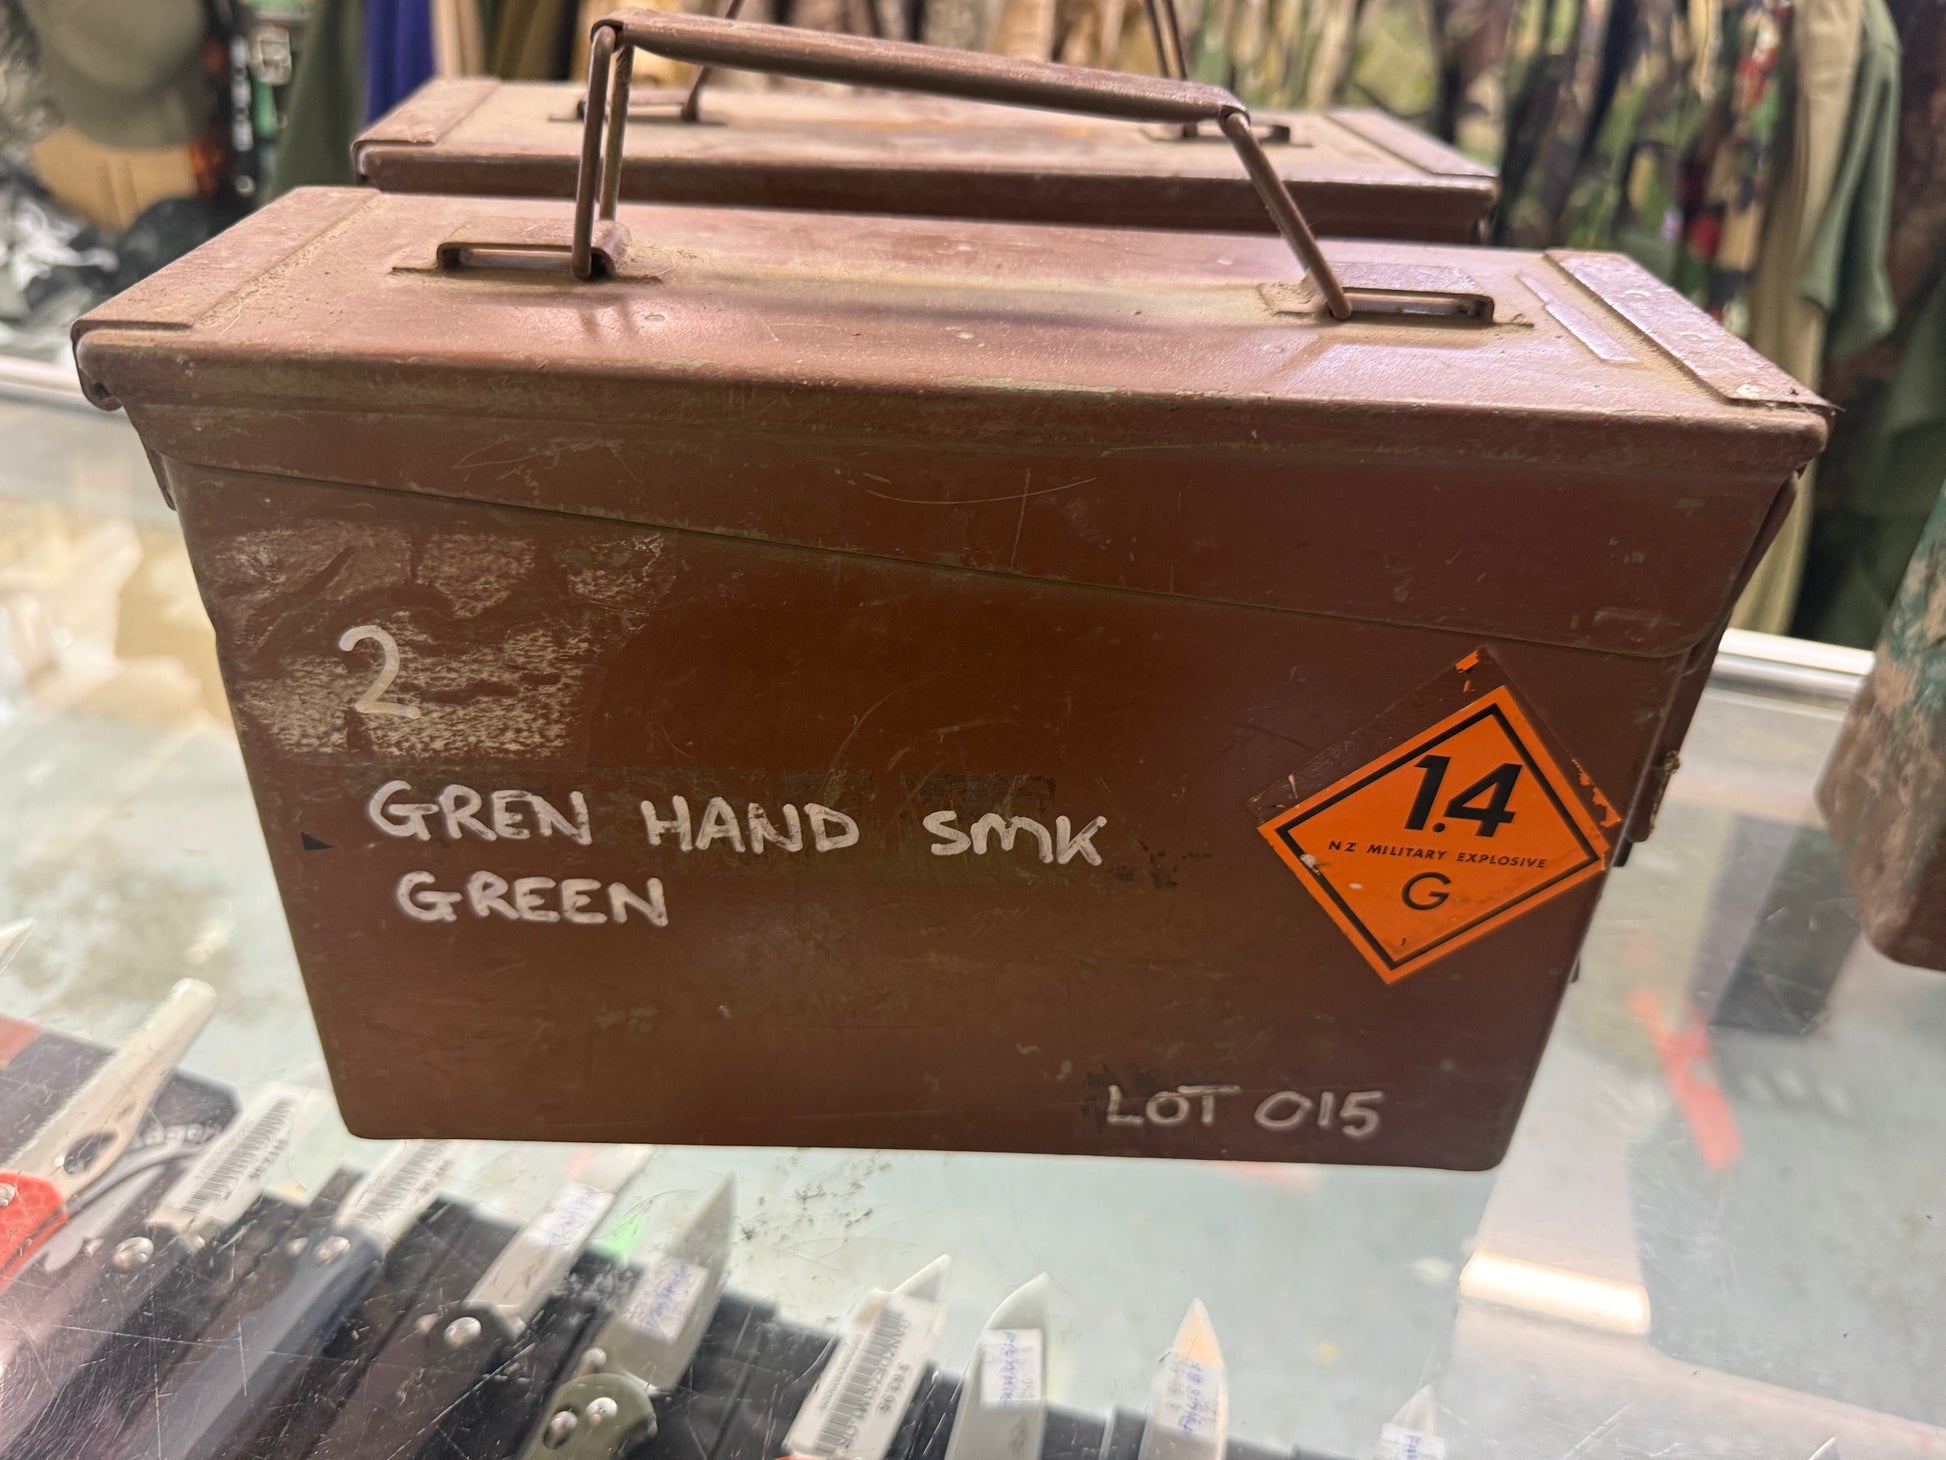 2
GREN HAND SMK
GREEN
1.4
NZ MILITARY EXPLOSIVE
G
LOT 015